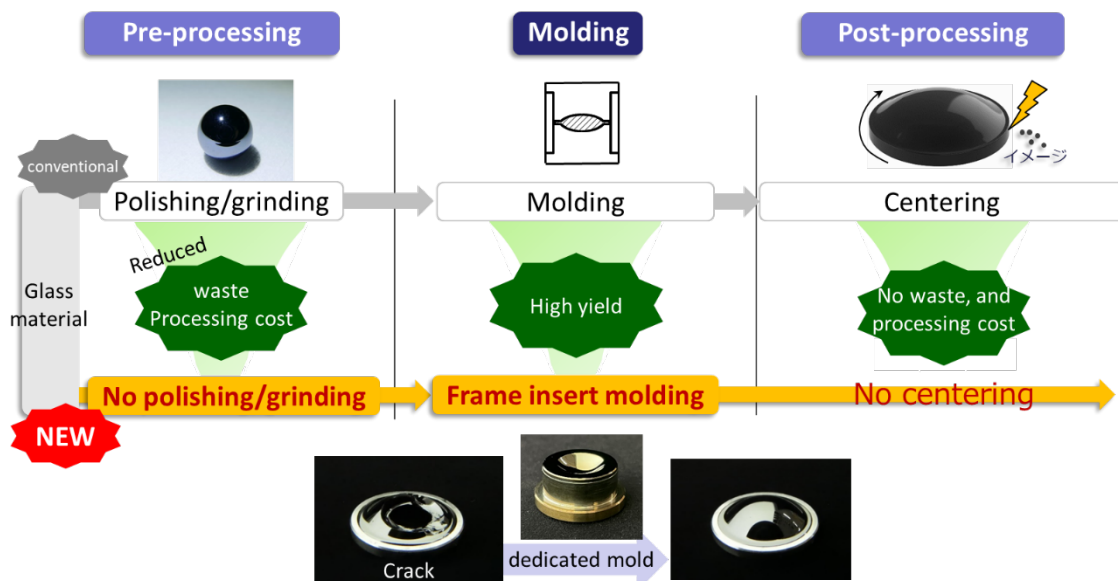 Pre-processing
Molding
Post-processing
イメージ
conventional
Polishing/grinding
Molding
Centering
Reduced
waste
Processing cost
High yield
No waste, and
processing cost
Glass
material
No polishing/grinding
Frame insert molding
No centering
NEW
Crack
dedicated mold